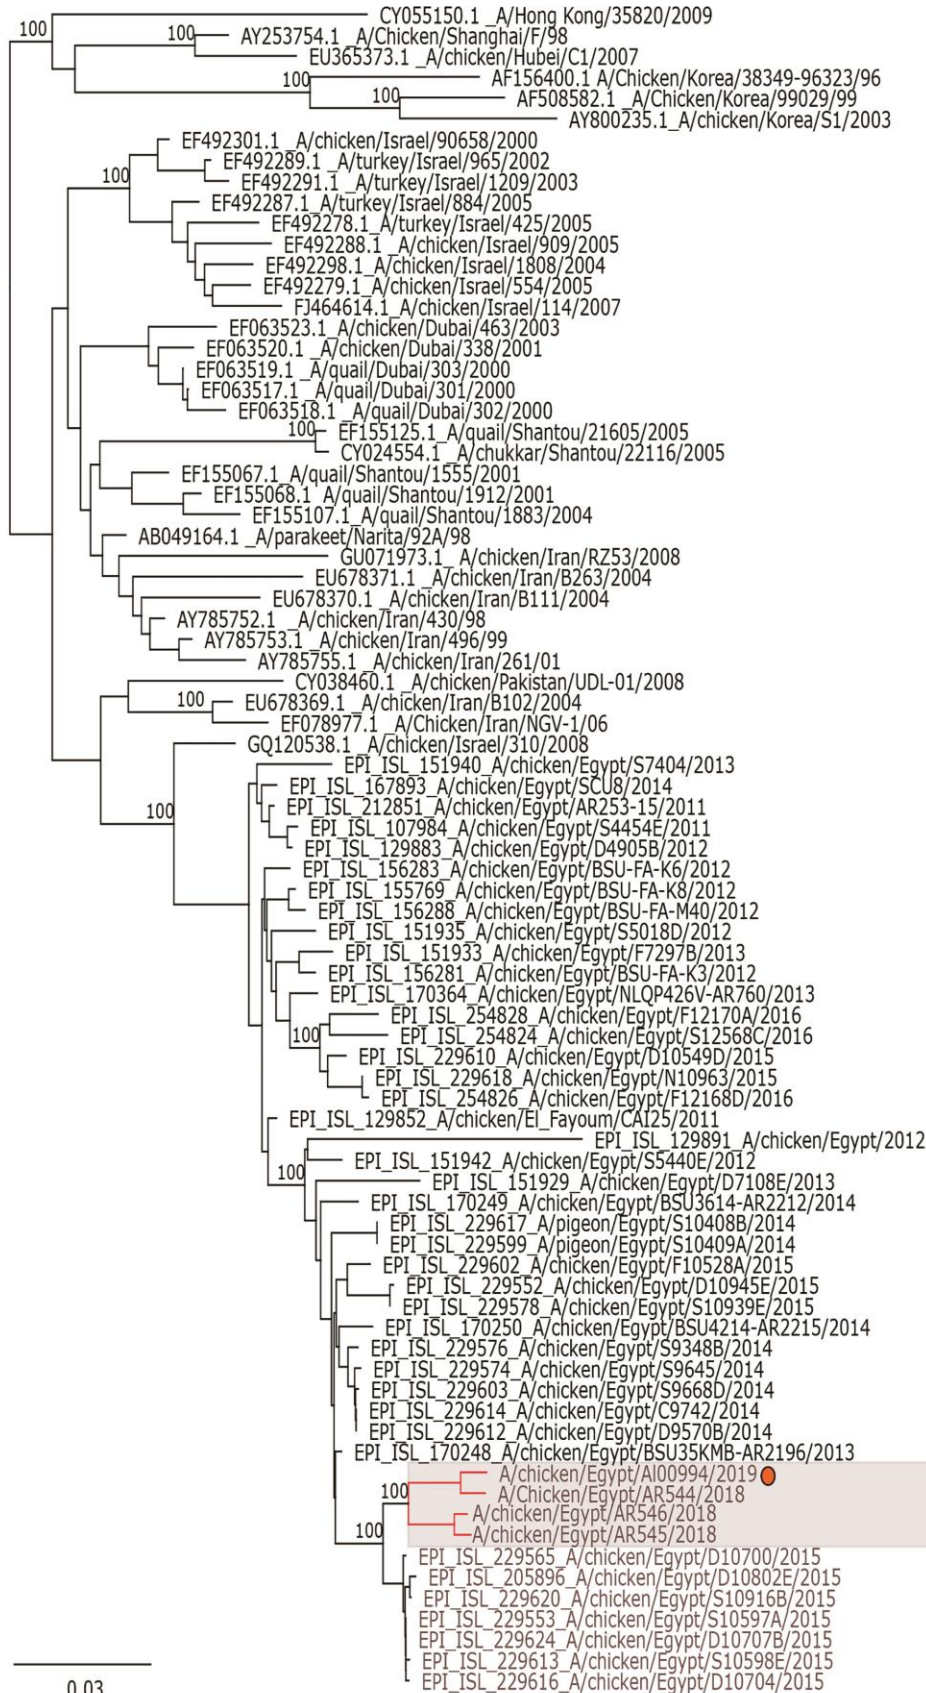 CY055150.1 _A/Hong Kong/35820/2009
100
100
AY253754.1 _A/Chicken/Shanghai/F/98
EU365373.1 _A/chicken/Hubei/C1/2007
100
AF156400.1 A/Chicken/Korea/38349-96323/96
100
AF508582.1 _A/Chicken/Korea/99029/99
AY800235.1_A/chicken/Korea/S1/2003
EF492301.1 _A/chicken/Israel/90658/2000
EF492289.1 _A/turkey/Israel/965/2002
100
EF492291.1 _A/turkey/Israel/1209/2003
EF492287.1_A/turkey/Israel/884/2005
EF492278.1_A/turkey/Israel/425/2005
EF492288.1 _A/chicken/Israel/909/2005
EF492298.1_A/chicken/Israel/1808/2004
EF492279.1_A/chicken/Israel/554/2005
FJ464614.1_A/chicken/Israel/114/2007
EF063523.1_A/chicken/Dubai/463/2003
EF063520.1 _A/chicken/Dubai/338/2001
EF063519.1 _A/quail/Dubai/303/2000
EF063517.1 _A/quail/Dubai/301/2000
EF063518.1 _A/quail/Dubai/302/2000
100
EF155125.1_A/quail/Shantou/21605/2005
CY024554.1 _A/chukkar/Shantou/22116/2005
EF155067.1_A/quail/Shantou/1555/2001
EF155068.1_A/quail/Shantou/1912/2001
EF155107.1_A/quail/Shantou/1883/2004
AB049164.1 _A/parakeet/Narita/92A/98
GU071973.1_ A/chicken/Iran/RZ53/2008
EU678371.1 _A/chicken/Iran/B263/2004
EU678370.1 _A/chicken/Iran/B111/2004
AY785752.1 _A/chicken/Iran/430/98
AY785753.1 _A/chicken/Iran/496/99
AY785755.1 _A/chicken/Iran/261/01
CY038460.1 _A/chicken/Pakistan/UDL-01/2008
100
EU678369.1 _A/chicken/Iran/B102/2004
EF078977.1 _A/Chicken/Iran/NGV-1/06
GQ120538.1 _A/chicken/Israel/310/2008
EPI_ISL_151940_A/chicken/Egypt/S7404/2013
EPI_ISL_167893_A/chicken/Egypt/SCU8/2014
100
EPI_ISL_212851_A/chicken/Egypt/AR253-15/2011
EPI_ISL_107984_A/chicken/Egypt/S4454E/2011
EPI_ISL_129883_A/chicken/Egypt/D4905B/2012
EPI_ISL_156283_A/chicken/Egypt/BSU-FA-K6/2012
EPI_ISL_155769_A/chicken/Egypt/BSU-FA-K8/2012
EPI_ISL_156288_A/chicken/Egypt/BSU-FA-M40/2012
EPI_ISL_151935_A/chicken/Egypt/S5018D/2012
EPI_ISL_151933_A/chicken/Egypt/F7297B/2013
EPI_ISL_156281_A/chicken/Egypt/BSU-FA-K3/2012
EPI_ISL_170364_A/chicken/Egypt/NLQP426V-AR760/2013
EPI_ISL_254828_A/chicken/Egypt/F12170A/2016
100
EPI_ISL_254824_A/chicken/Egypt/S12568C/2016
EPI_ISL_229610_A/chicken/Egypt/D10549D/2015
EPI_ISL_229618_A/chicken/Egypt/N10963/2015
EPI_ISL_254826_A/chicken/Egypt/F12168D/2016
EPI_ISL_129852_A/chicken/El_Fayoum/CAI25/2011
EPI_ISL_129891_A/chicken/Egypt/2012
EPI_ISL_151942_A/chicken/Egypt/S5440E/2012
100
EPI_ISL_151929_A/chicken/Egypt/D7108E/2013
EPI_ISL_170249_A/chicken/Egypt/BSU3614-AR2212/2014
EPI_ISL_229617_A/pigeon/Egypt/S10408B/2014
EPI_ISL_229599_A/pigeon/Egypt/S10409A/2014
EPI_ISL_229602_A/chicken/Egypt/F10528A/2015
EPI_ISL_229552_A/chicken/Egypt/D10945E/2015
EPI_ISL_229578_A/chicken/Egypt/S10939E/2015
EPI_ISL_170250_A/chicken/Egypt/BSU4214-AR2215/2014
EPI_ISL_229576_A/chicken/Egypt/S9348B/2014
EPI_ISL_229574_A/chicken/Egypt/S9645/2014
EPI_ISL_229603_A/chicken/Egypt/S9668D/2014
EPI_ISL_229614_A/chicken/Egypt/C9742/2014
EPI_ISL_229612_A/chicken/Egypt/D9570B/2014
EPI_ISL_170248_A/chicken/Egypt/BSU35KMB-AR2196/2013
A/chicken/Egypt/AI00994/2019
100
A/Chicken/Egypt/AR544/2018
A/chicken/Egypt/AR546/2018
100
A/chicken/Egypt/AR545/2018
EPI_ISL_229565_A/chicken/Egypt/D10700/2015
EPI_ISL_205896_A/chicken/Egypt/D10802E/2015
EPI_ISL_229620_A/chicken/Egypt/S10916B/2015
EPI_ISL_229553_A/chicken/Egypt/S10597A/2015
EPI_ISL_229624_A/chicken/Egypt/D10707B/2015
EPI_ISL_229613_A/chicken/Egypt/S10598E/2015
EPI_ISL_229616_A/chicken/Egypt/D10704/2015
0.03